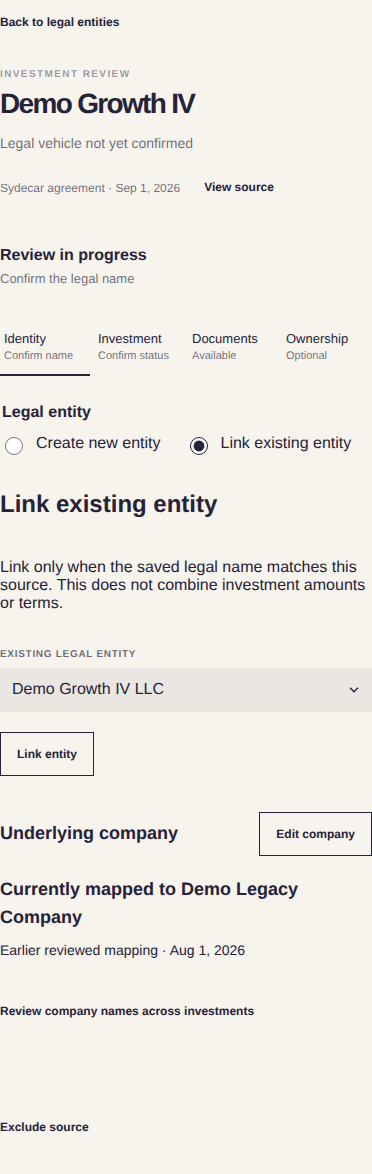 Back to legal entities
INVESTMENT REVIEW
Demo Growth IV
Legal vehicle not yet confirmed
Sydecar agreement · Sep 1, 2026 View source
Review in progress
Confirm the legal name
Identity Investment Documents Ownership
Confirm name Confirm status Available Optional
Legal entity
Create new entity Link existing entity
Link existing entity
Link only when the saved legal name matches this
source. This does not combine investment amounts
or terms.
EXISTING LEGAL ENTITY
Demo Growth IV LLC
Link entity
Underlying company Edit company
Currently mapped to Demo Legacy
Company
Earlier reviewed mapping · Aug 1, 2026
Review company names across investments
Exclude source